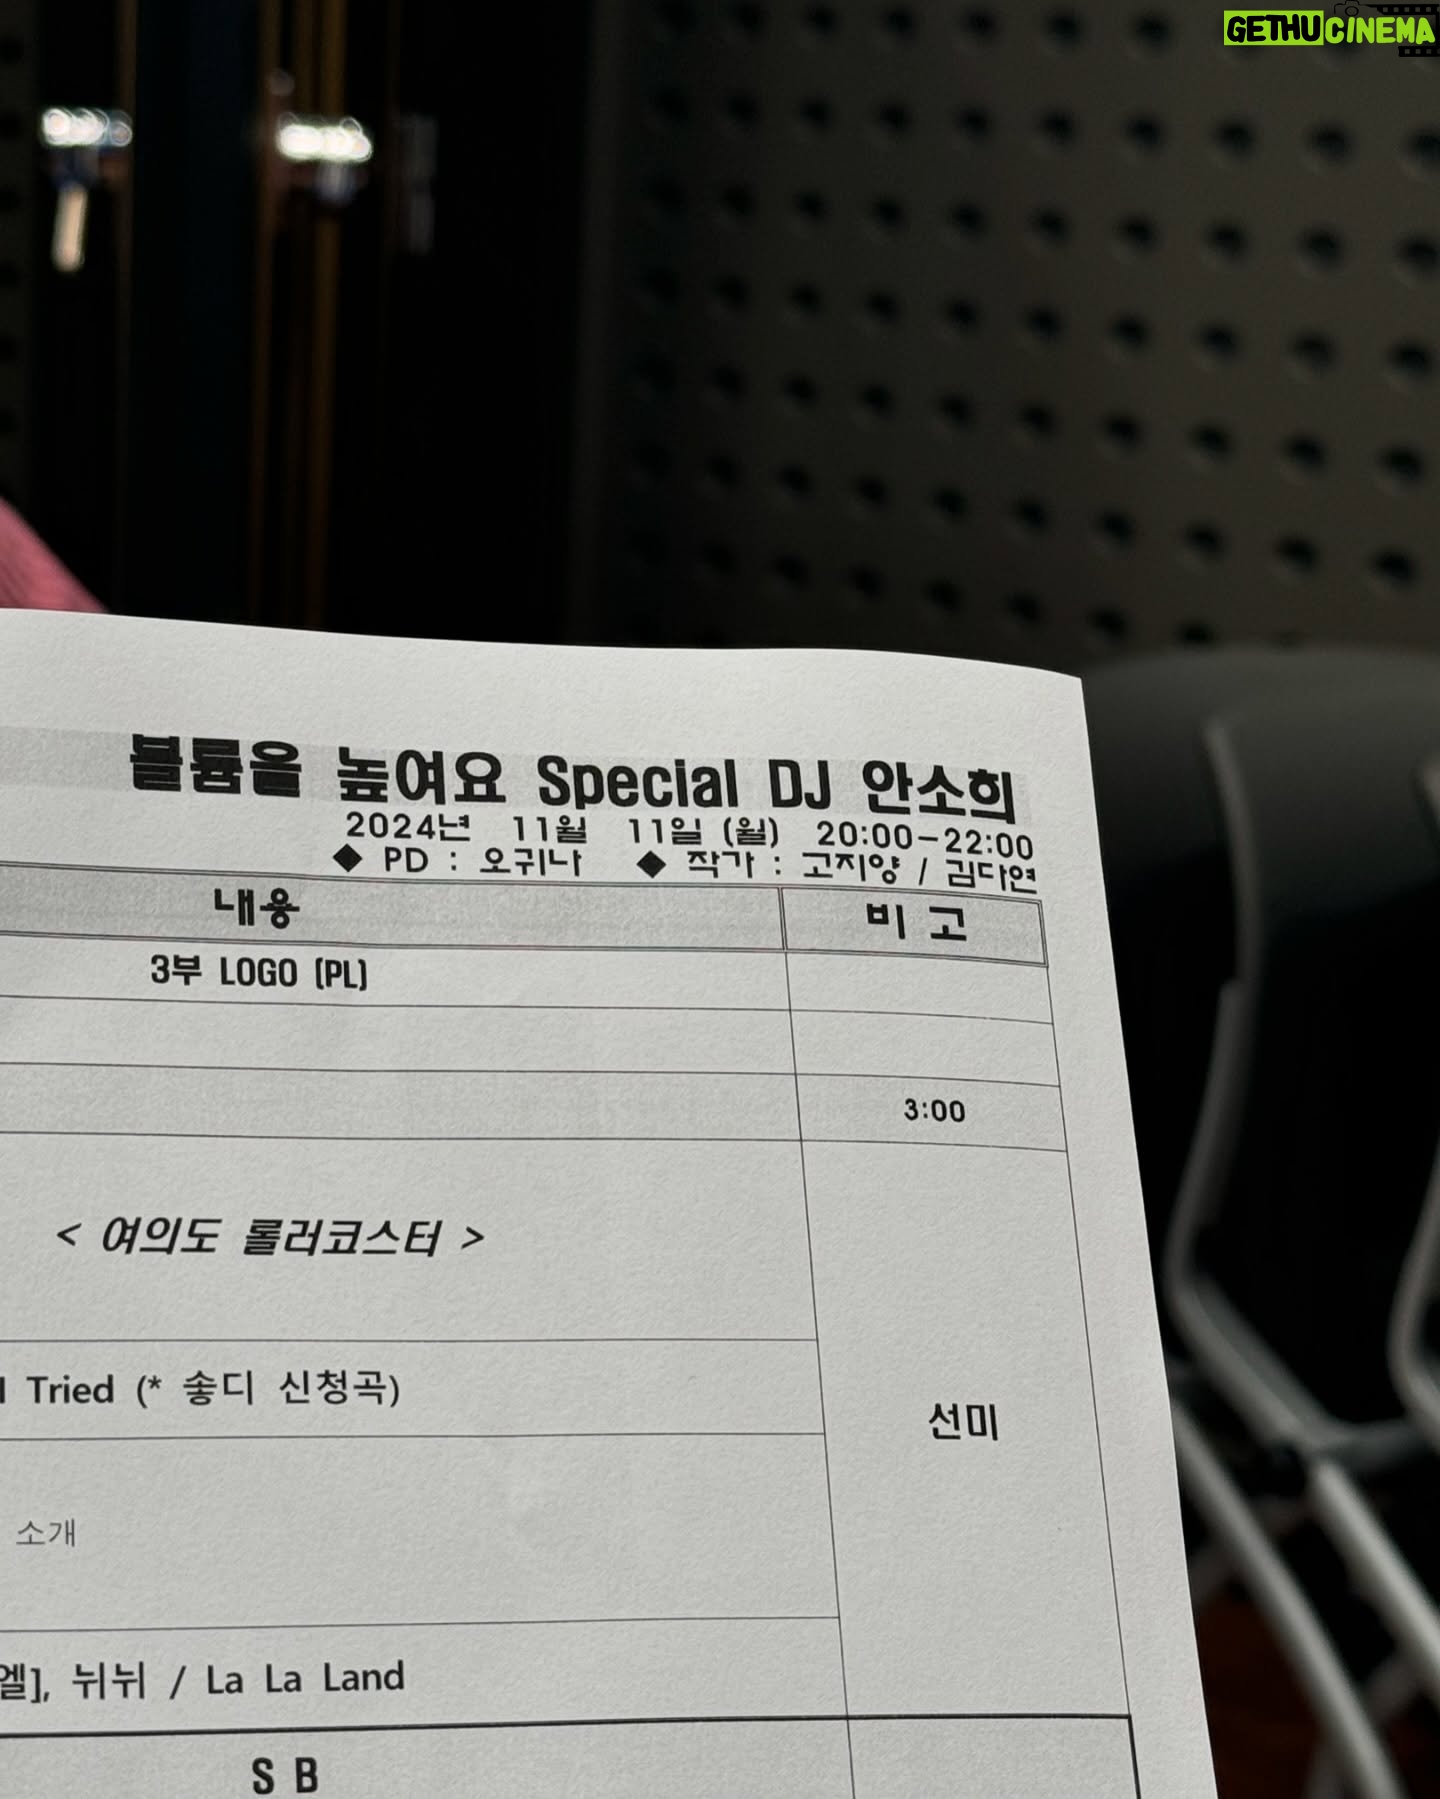 GETHUCINEMA
볼륨을 높여요 Special DJ 안소희
2024년 11월 11일 (월) 20:00-22:00
◆ PD : 오귀나 ◆ 작가 : 고지양 / 김다연
내용 비 고
3부 LOGO (PL)
3:00
< 여의도 롤러코스터 >
Tried (* 솧디 신청곡)
선미
소개
엘], 뉘뉘 / La La Land
S B